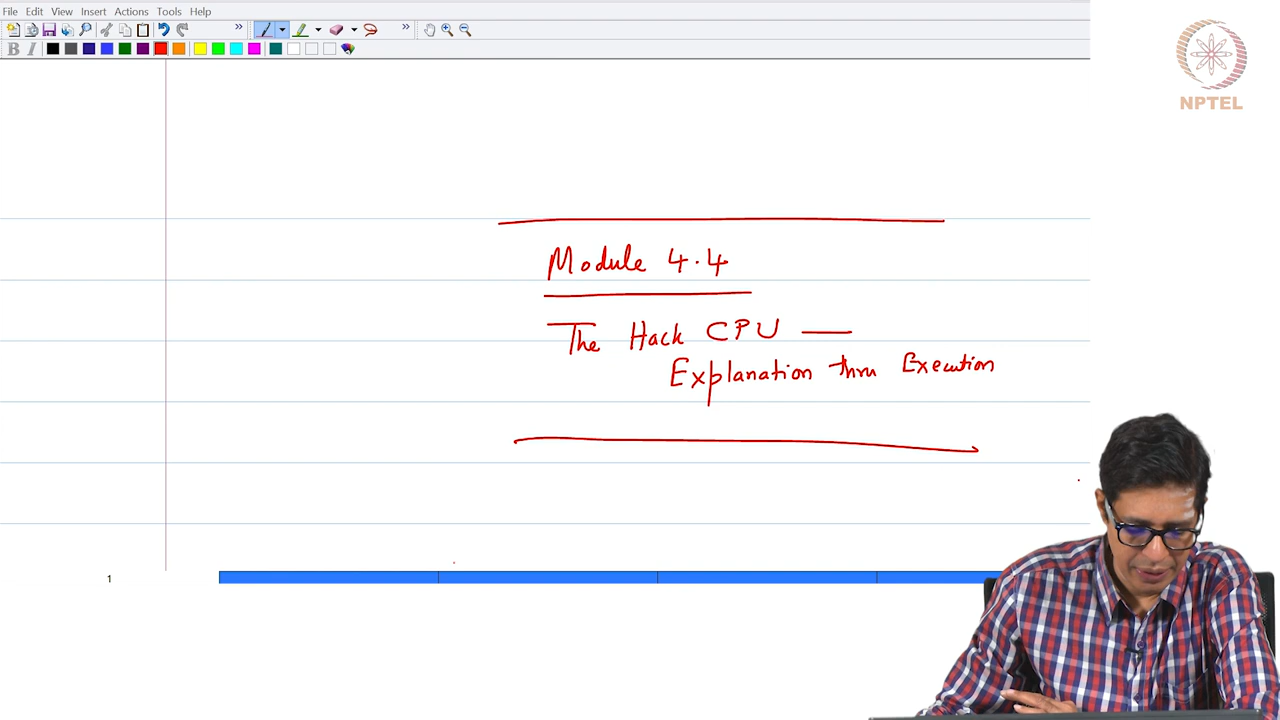 File Edit View Insert Actions Tools Help
B I
NPTEL
Module 4.4
The Hack CPU —
Explanation thru Execution
1